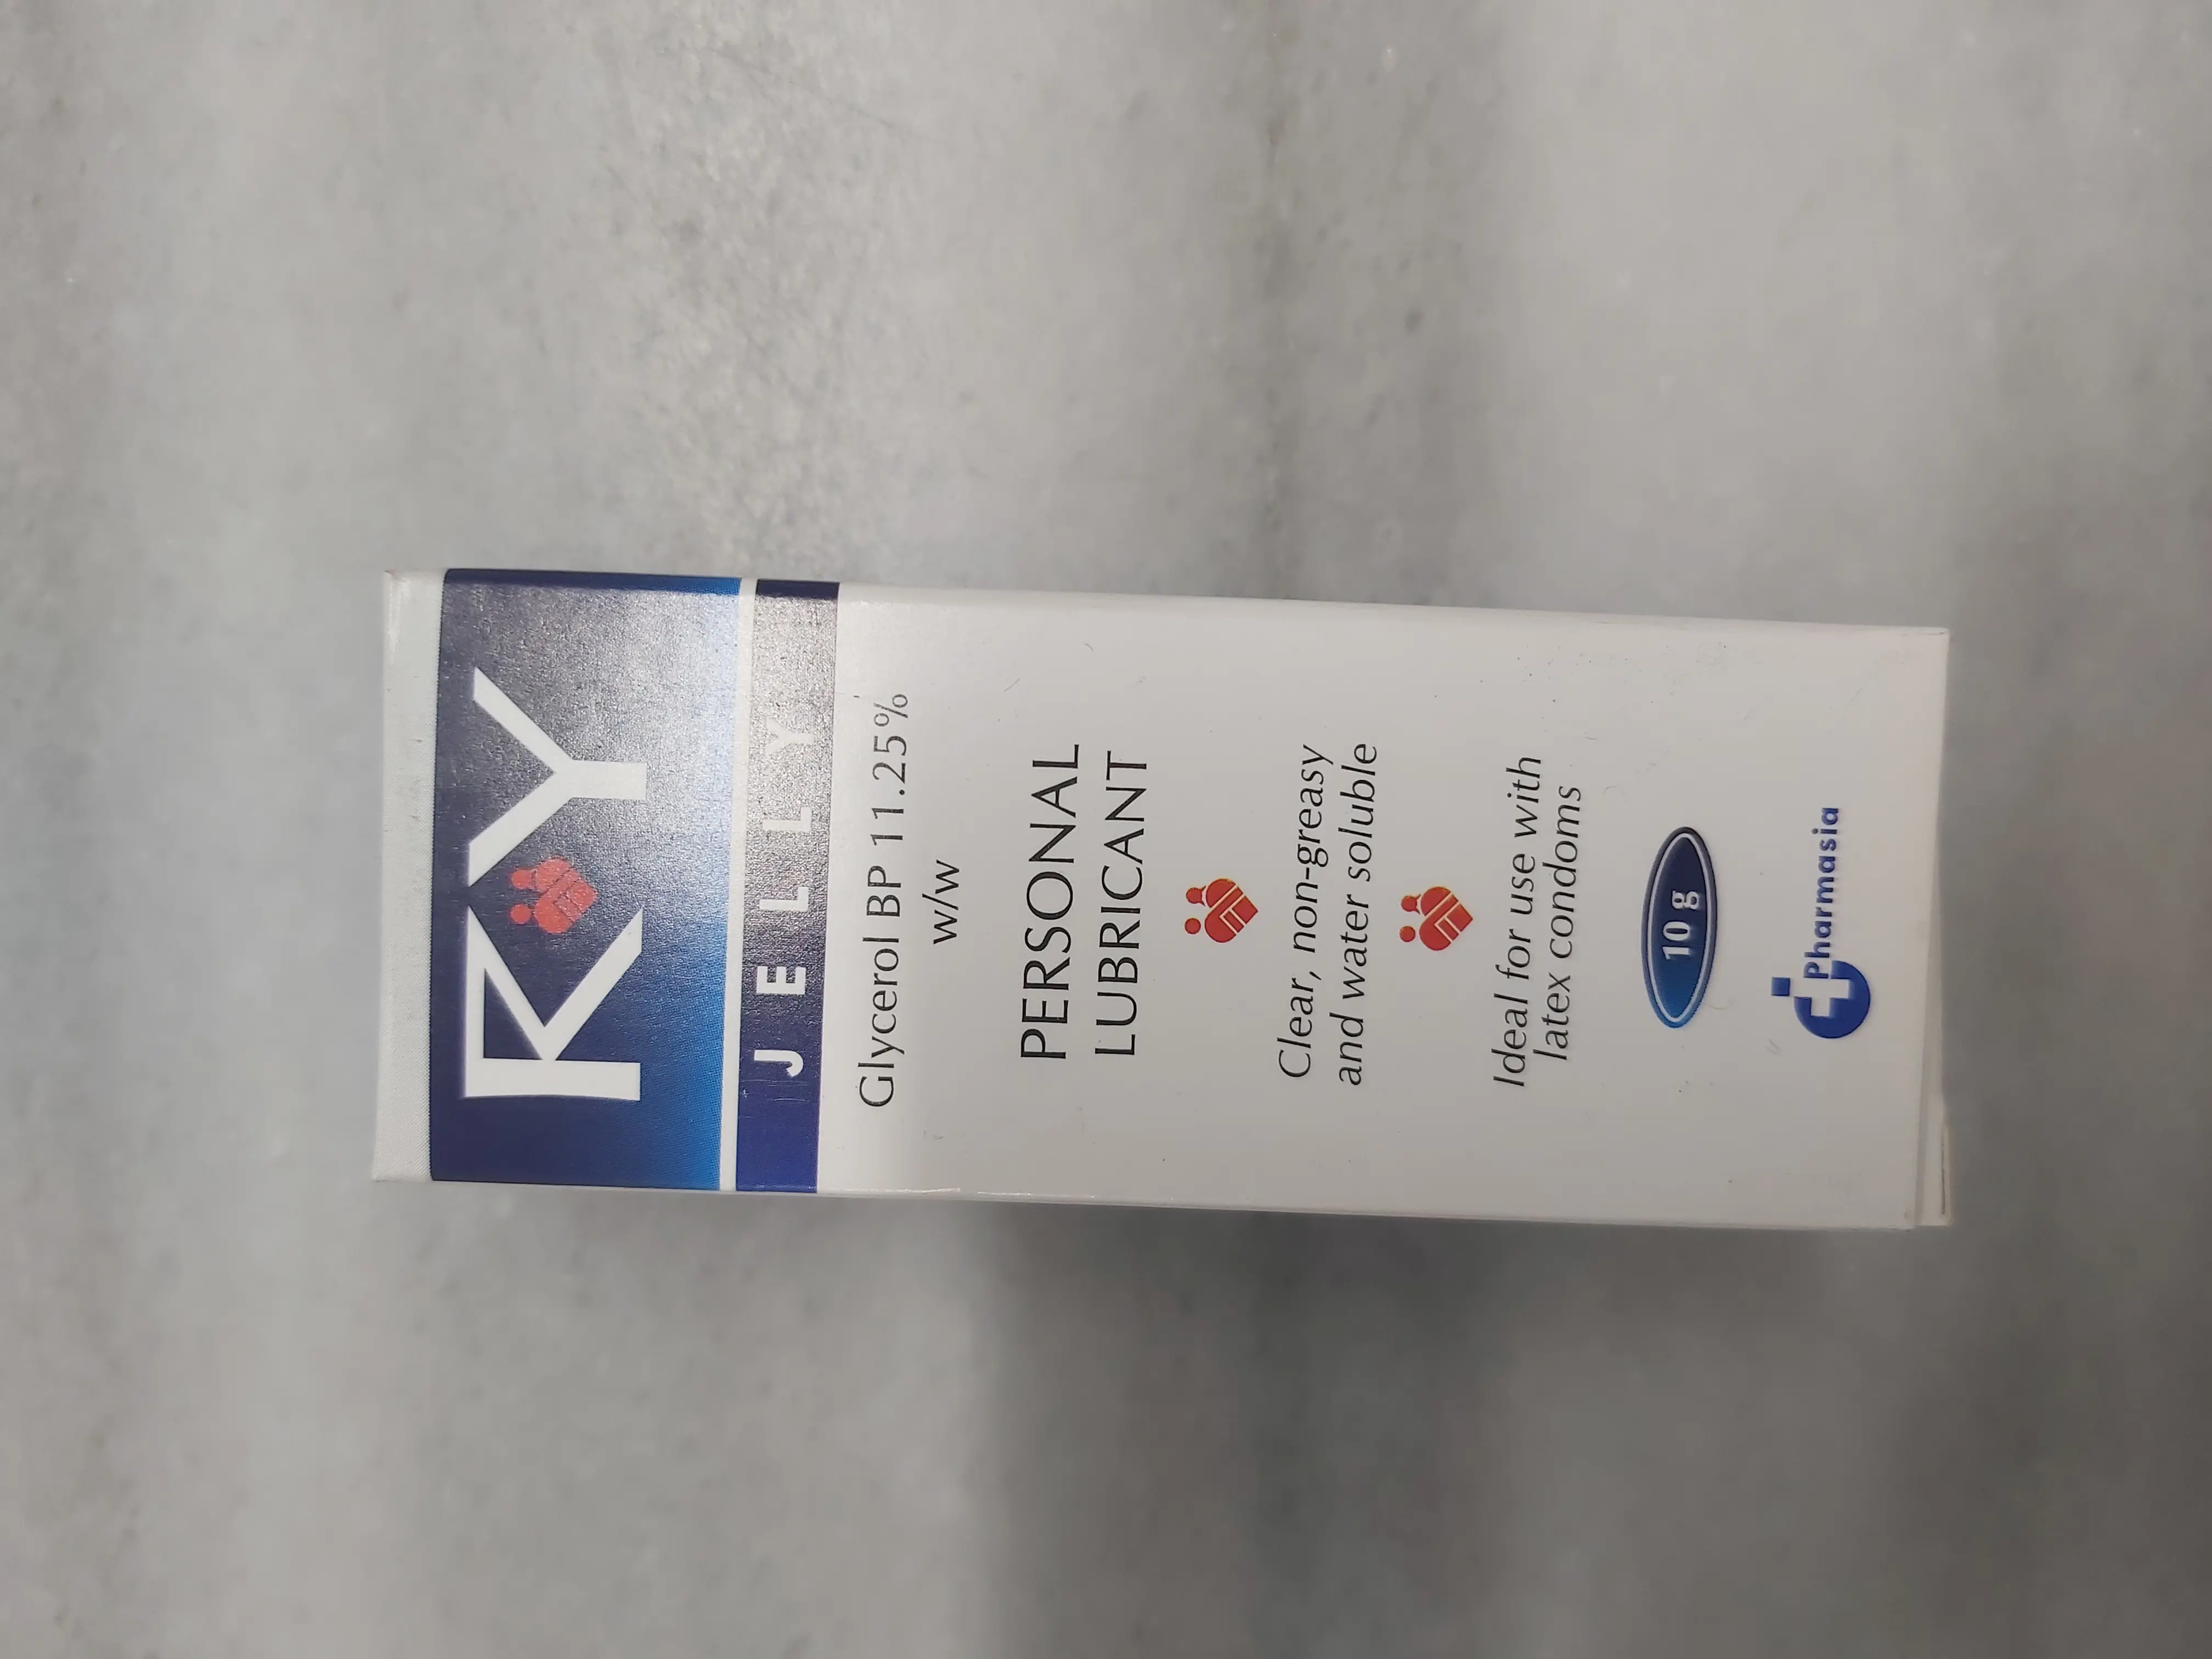 KY
JELLY
Glycerol BP 11.25%
w/w
PERSONAL
LUBRICANT
Clear, non-greasy
and water soluble
Ideal for use with
latex condoms
10 g
Pharmasia